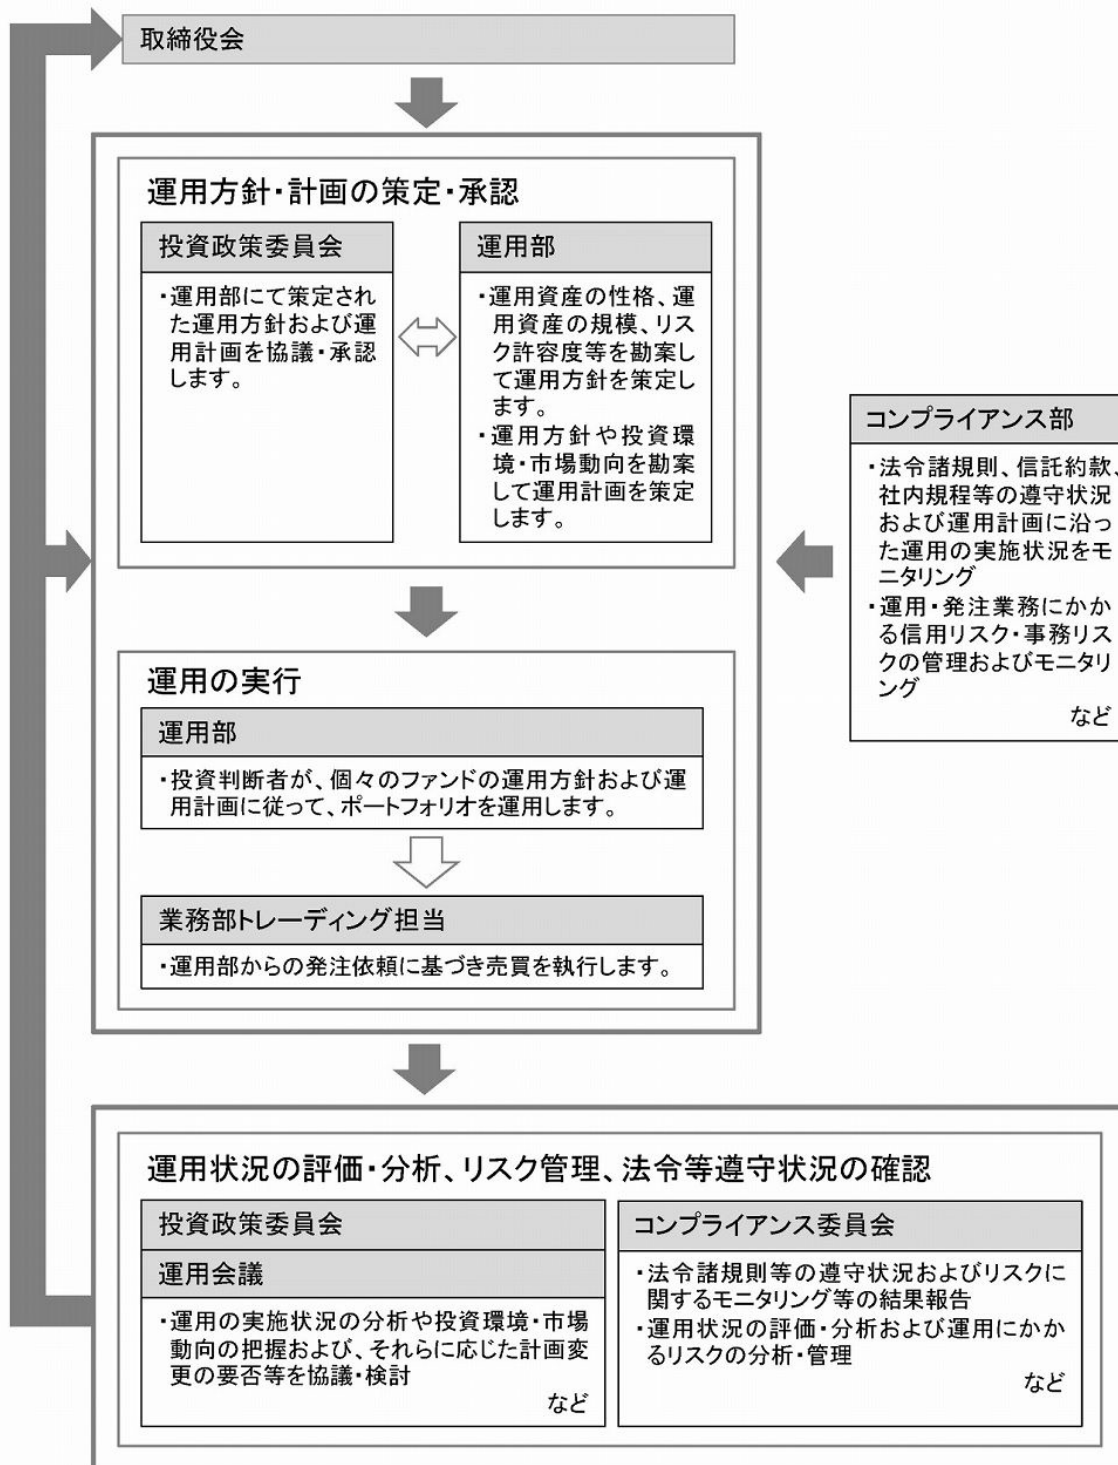 取締役会
運用方針・計画の策定・承認
投資政策委員会
・運用部にて策定され
た運用方針および運
用計画を協議・承認
します。
運用部
・運用資産の性格、運
用資産の規模、リス
ク許容度等を勘案し
て運用方針を策定し
ます。
・運用方針や投資環
境・市場動向を勘案
して運用計画を策定
します。
コンプライアンス部
・法令諸規則、信託約款、
社内規程等の遵守状況
および運用計画に沿っ
た運用の実施状況をモ
ニタリング
・運用・発注業務にかか
る信用リスク・事務リス
クの管理およびモニタリ
ング
など
運用の実行
運用部
・投資判断者が、個々のファンドの運用方針および運
用計画に従って、ポートフォリオを運用します。
業務部トレーディング担当
・運用部からの発注依頼に基づき売買を執行します。
運用状況の評価・分析、リスク管理、法令等遵守状況の確認
投資政策委員会
運用会議
・運用の実施状況の分析や投資環境・市場
動向の把握および、それらに応じた計画変
更の要否等を協議・検討
など
コンプライアンス委員会
・法令諸規則等の遵守状況およびリスクに
関するモニタリング等の結果報告
・運用状況の評価・分析および運用にかか
るリスクの分析・管理
など